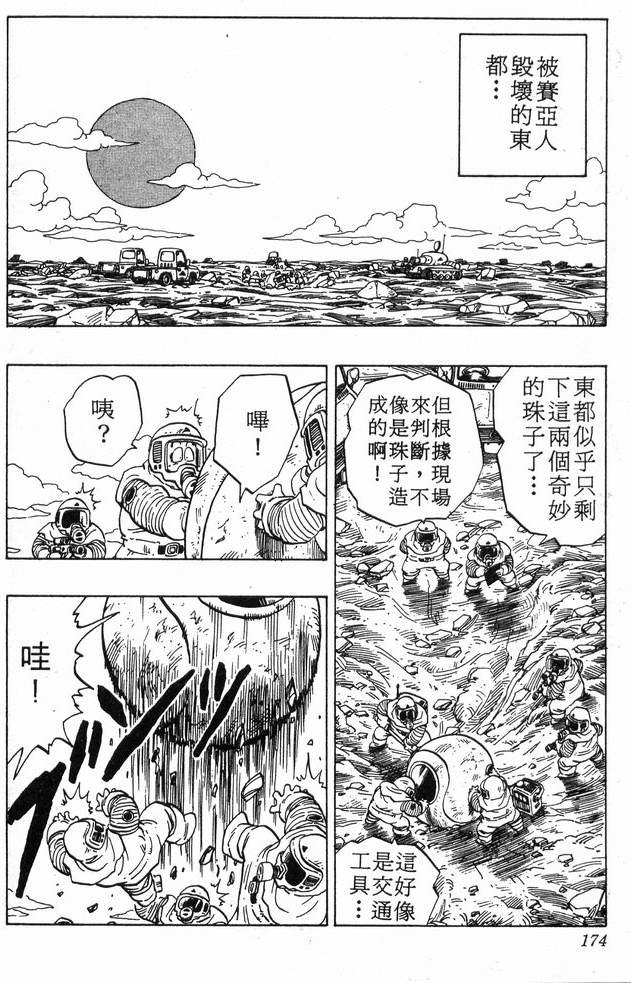 被賽亞人
毀壞的東
都…
東都似乎只剩
下這兩個奇妙
的珠子了…
但根據現場
來判斷，不
像是珠子造
成的啊！
這好像
是交通
工具…
嗶！
咦？
哇！
174